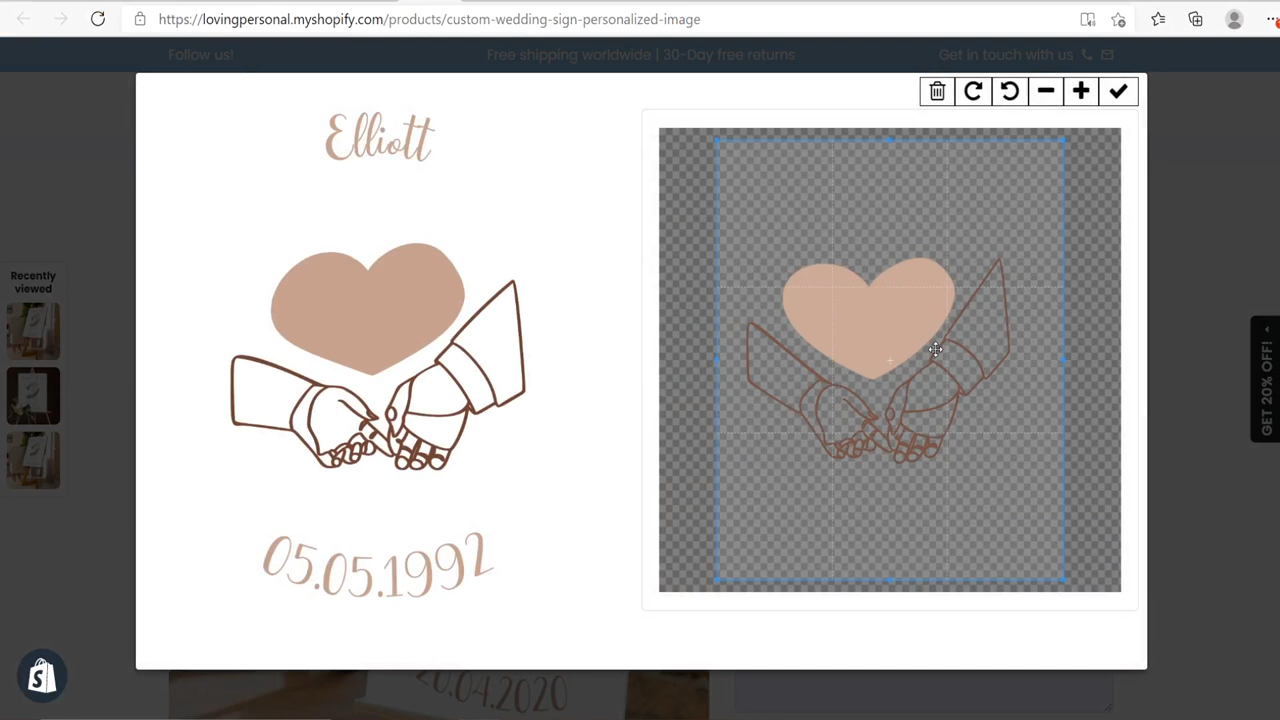 https://lovingpersonal.myshopify.com/products/custom-wedding-sign-personalized-image
Follow us!
Free shipping worldwide | 30-Day free returns
Get in touch with us
Elliott
Recently
viewed
GET 20% OFF!
05.05.1992
20.04.2020